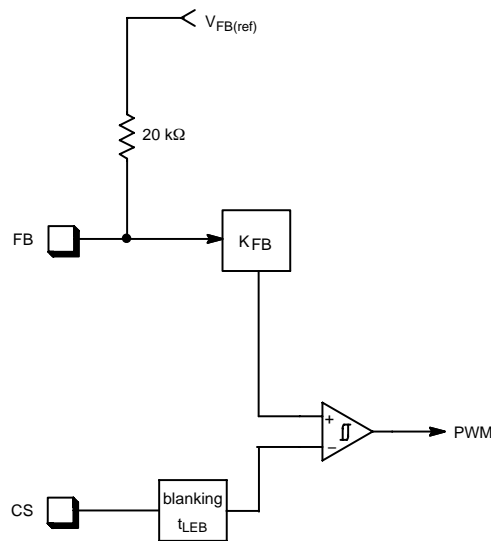 V_FB(ref)
20 kΩ
FB
K_FB
+
−
PWM
CS
blanking
t_LEB